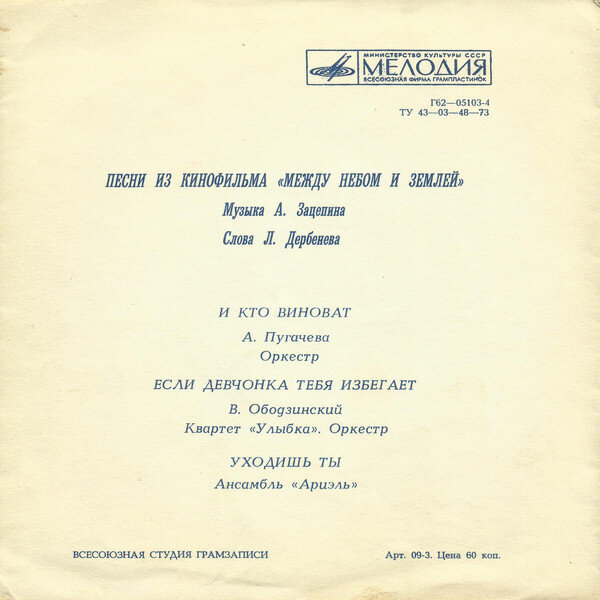 МИНИСТЕРСТВО КУЛЬТУРЫ СССР
МЕЛОДИЯ
ВСЕСОЮЗНАЯ ФИРМА ГРАМПЛАСТИНОК
Г62—05103-4
ТУ 43—03—48—73
ПЕСНИ ИЗ КИНОФИЛЬМА «МЕЖДУ НЕБОМ И ЗЕМЛЕЙ»
Музыка А. Зацепина
Слова Л. Дербенева
И КТО ВИНОВАТ
А. Пугачева
Оркестр
ЕСЛИ ДЕВЧОНКА ТЕБЯ ИЗБЕГАЕТ
В. Ободзинский
Квартет «Улыбка». Оркестр
УХОДИШЬ ТЫ
Ансамбль «Ариэль»
ВСЕСОЮЗНАЯ СТУДИЯ ГРАМЗАПИСИ Арт. 09-3. Цена 60 коп.